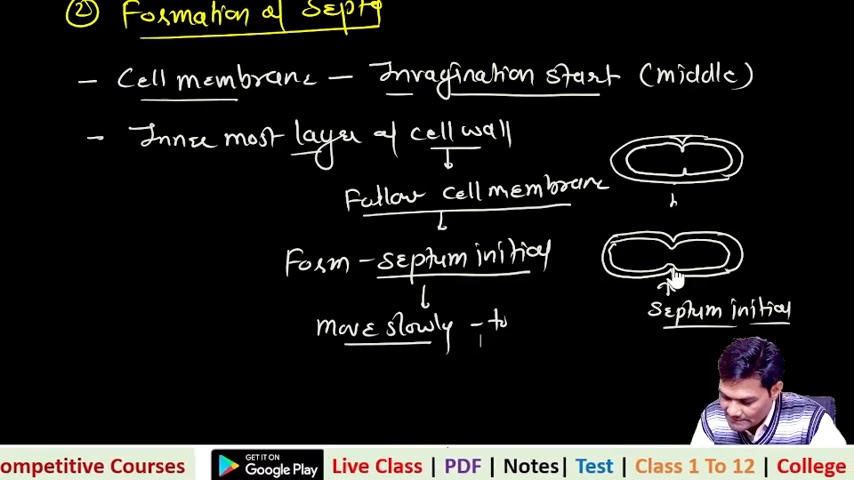 ② Formation of Septa
- Cell membrane - Invagination start (middle)
- Inner most layer of cell wall
Follow cell membrane
Form - septum initial
Septum initial
Move slowly - to
ompetitive Courses
GET IT ON
Google Play
Live Class | PDF | Notes| Test | Class 1 To 12 | College